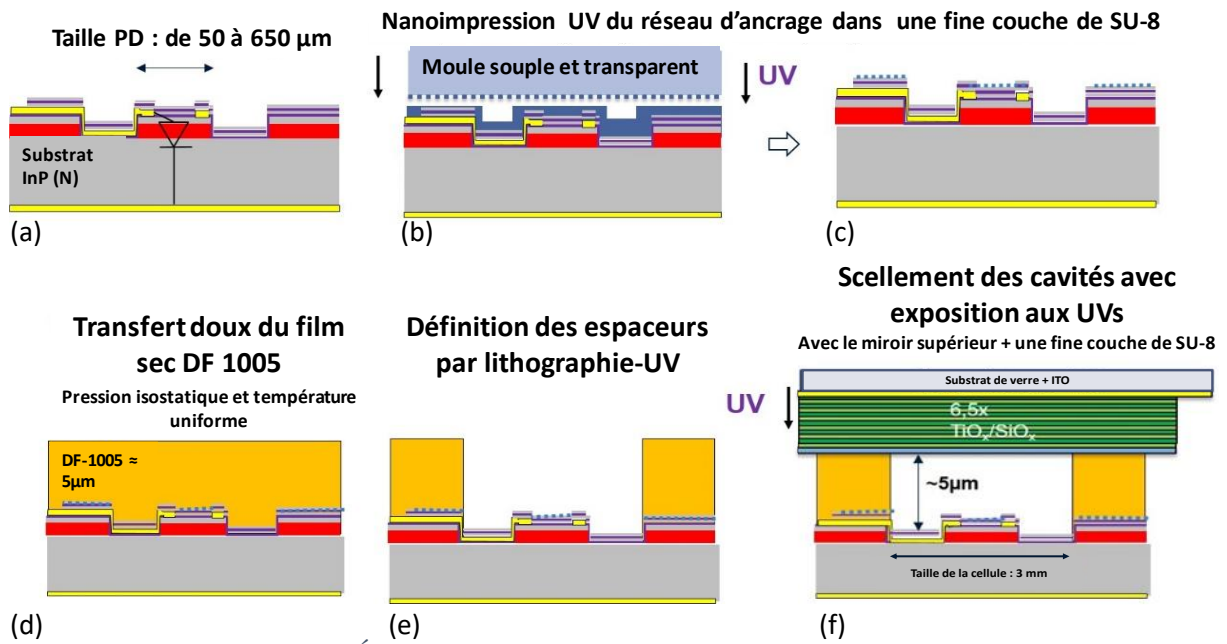 Nanoimpression UV du réseau d’ancrage dans une fine couche de SU-8
Taille PD : de 50 à 650 µm
Substrat
InP (N)
(a)
Moule souple et transparent
UV
(b)
(c)
Transfert doux du film
sec DF 1005
Pression isostatique et température
uniforme
DF-1005 ≈
5µm
(d)
Définition des espaceurs
par lithographie-UV
(e)
Scellement des cavités avec
exposition aux UVs
Avec le miroir supérieur + une fine couche de SU-8
Substrat de verre + ITO
UV
6,5x
TiOₓ/SiOₓ
~5µm
Taille de la cellule : 3 mm
(f)